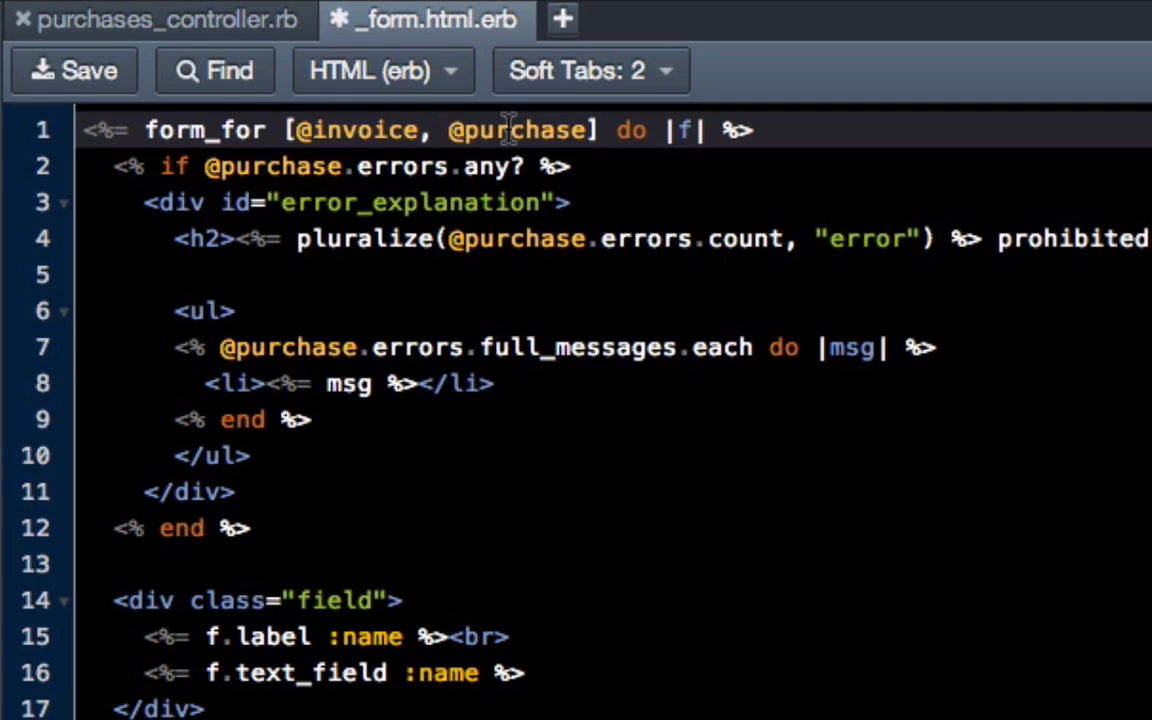 purchases_controller.rb
_form.html.erb
Save
Find
HTML (erb)
Soft Tabs: 2
1 <%= form_for [@invoice, @purchase] do |f| %>
2 <% if @purchase.errors.any? %>
3 <div id="error_explanation">
4 <h2><%= pluralize(@purchase.errors.count, "error") %> prohibited
5
6 <ul>
7 <% @purchase.errors.full_messages.each do |msg| %>
8 <li><%= msg %></li>
9 <% end %>
10 </ul>
11 </div>
12 <% end %>
13
14 <div class="field">
15 <%= f.label :name %><br>
16 <%= f.text_field :name %>
17 </div>